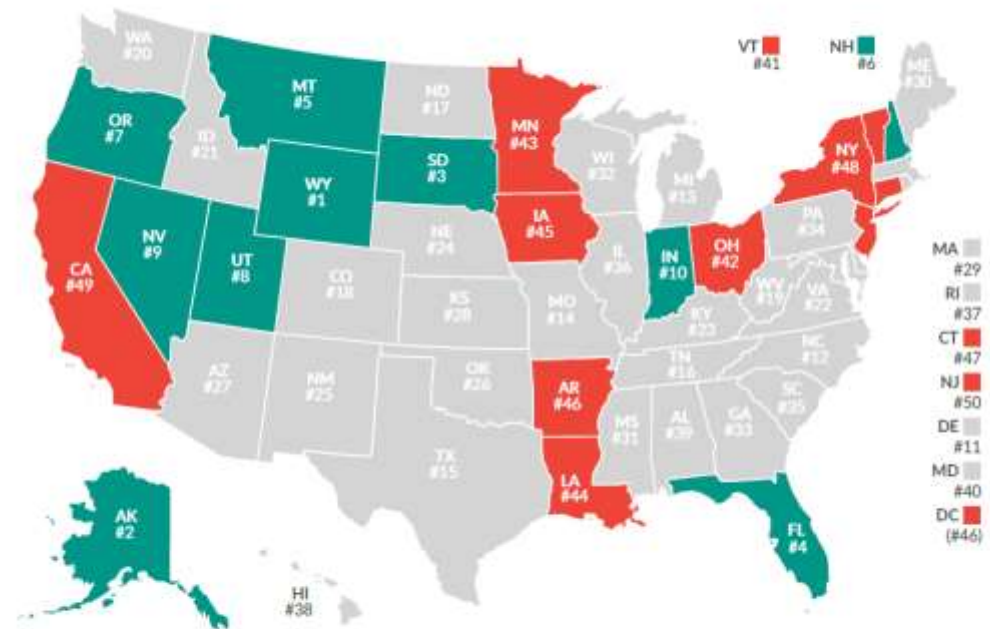 WA
#20
MT
#5
ND
#17
MN
#43
VT
#41
NH
#6
ME
#30
OR
#7
ID
#21
SD
#3
WI
#32
MI
#13
NY
#48
WY
#1
NE
#24
IA
#45
PA
#34
NV
#9
UT
#8
CO
#18
IL
#36
IN
#10
OH
#42
CA
#49
KS
#28
MO
#14
KY
#23
WV
#19
VA
#22
AZ
#27
NM
#25
OK
#26
AR
#46
TN
#16
NC
#12
SC
#35
TX
#15
LA
#44
MS
#31
AL
#39
GA
#33
FL
#4
AK
#2
HI
#38
MA
#29
RI
#37
CT
#47
NJ
#50
DE
#11
MD
#40
DC
(#46)